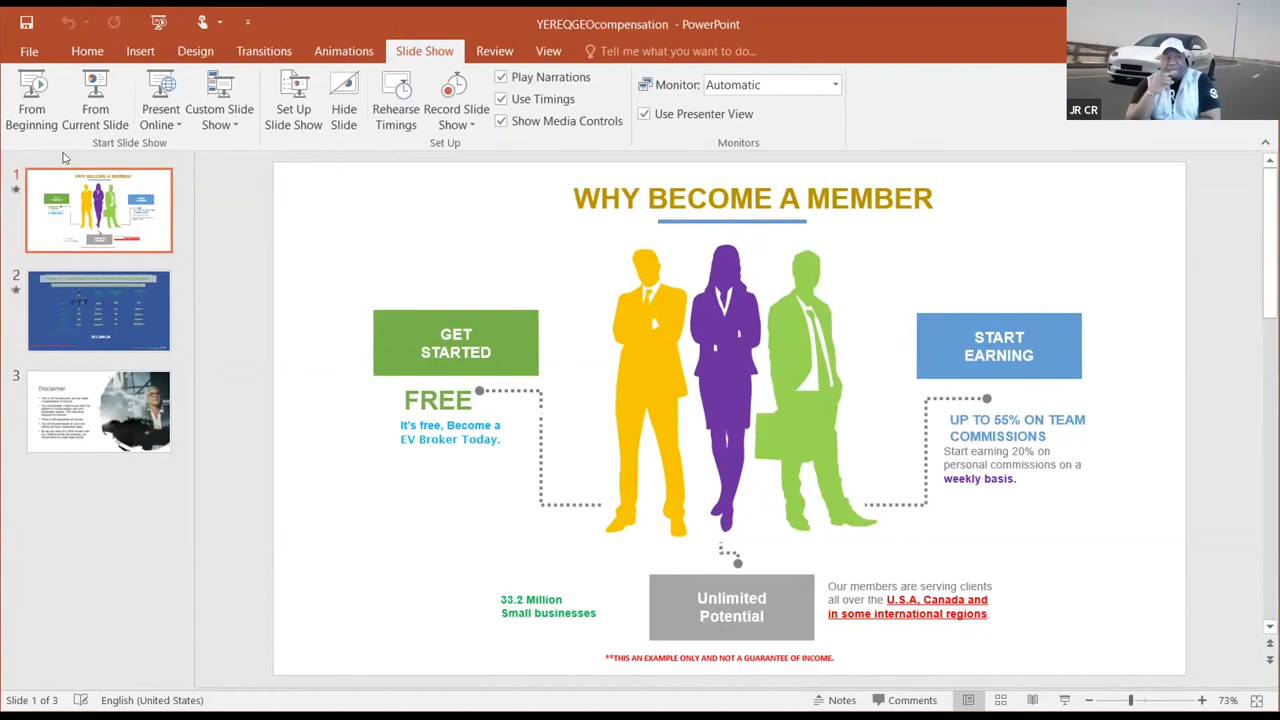 YEREQGEOcompensation - PowerPoint
File Home Insert Design Transitions Animations Slide Show Review View Tell me what you want to do...
From Beginning
From Current Slide
Present Online
Custom Slide Show
Start Slide Show
Set Up Slide Show
Hide Slide
Rehearse Timings
Record Slide Show
Play Narrations
Use Timings
Show Media Controls
Set Up
Monitor: Automatic
Use Presenter View
Monitors
JR CR
1
2
3
Disclaimer
WHY BECOME A MEMBER
GET
STARTED
FREE
It's free, Become a
EV Broker Today.
START
EARNING
UP TO 55% ON TEAM
COMMISSIONS
Start earning 20% on
personal commissions on a
weekly basis.
33.2 Million
Small businesses
Unlimited
Potential
Our members are serving clients
all over the U.S.A, Canada and
in some international regions
**THIS AN EXAMPLE ONLY AND NOT A GUARANTEE OF INCOME.
Slide 1 of 3 English (United States) Notes Comments 73%